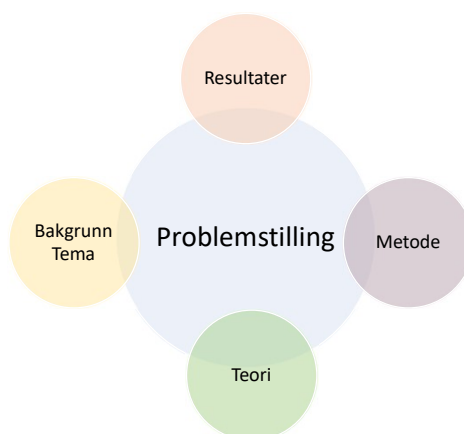 Resultater
Bakgrunn
Tema
Problemstilling
Metode
Teori